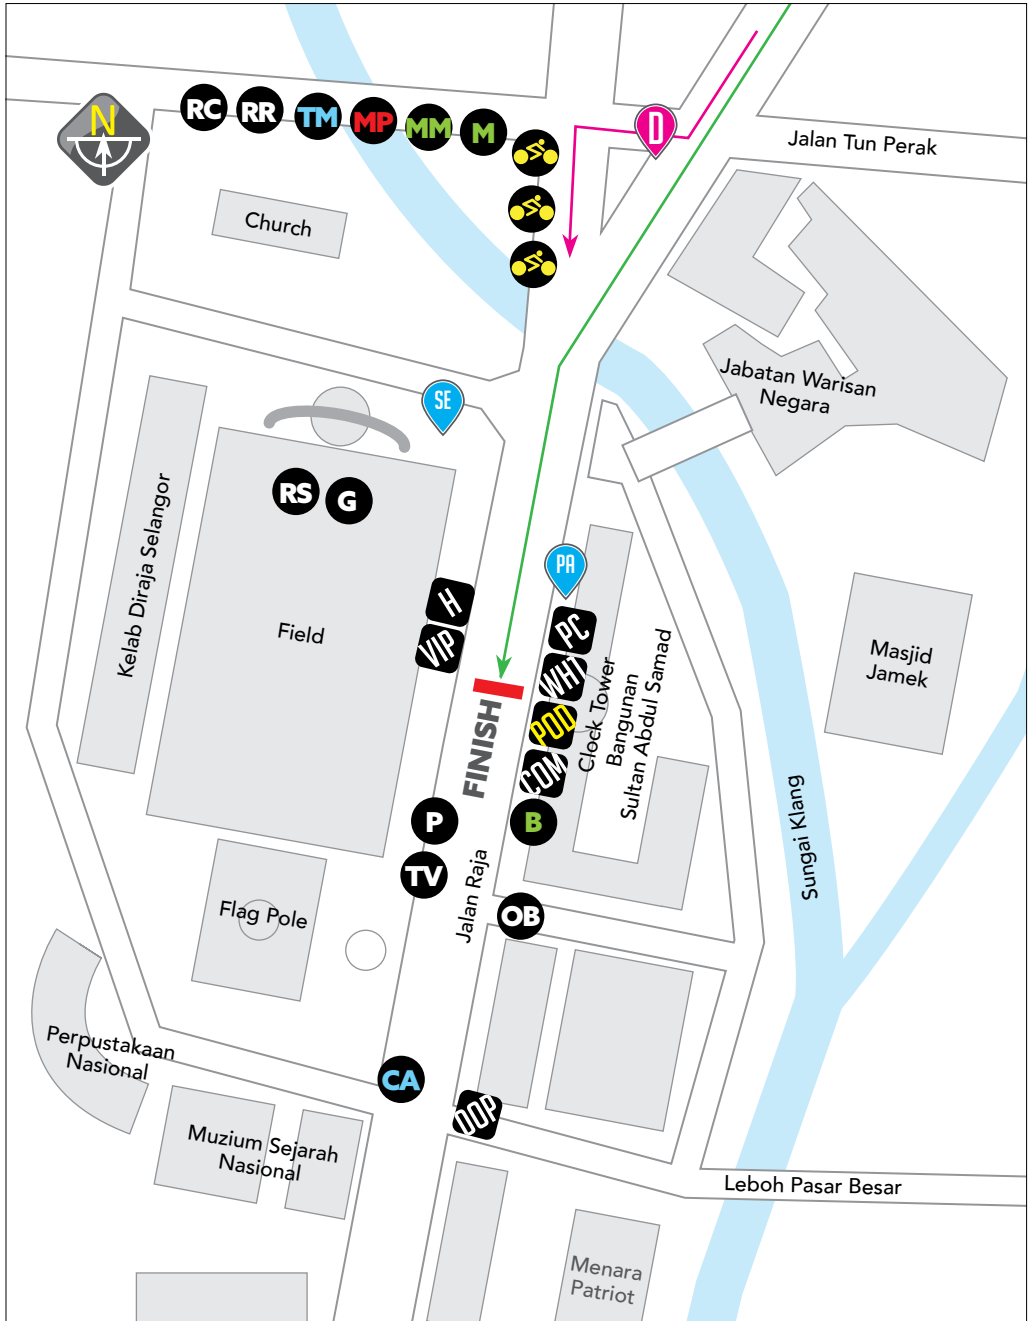 N
RC
RR
TM
MP
MM
M
D
Jalan Tun Perak
Church
SE
Jabatan Warisan
Negara
RS
G
Kelab Diraja Selangor
Field
H
VIP
PA
PC
WHT
POD
COM
B
Clock Tower
Bangunan
Sultan Abdul Samad
Masjid
Jamek
FINISH
P
TV
Jalan Raja
OB
Sungai Klang
Flag Pole
Perpustakaan
Nasional
CA
DOP
Muzium Sejarah
Nasional
Leboh Pasar Besar
Menara
Patriot